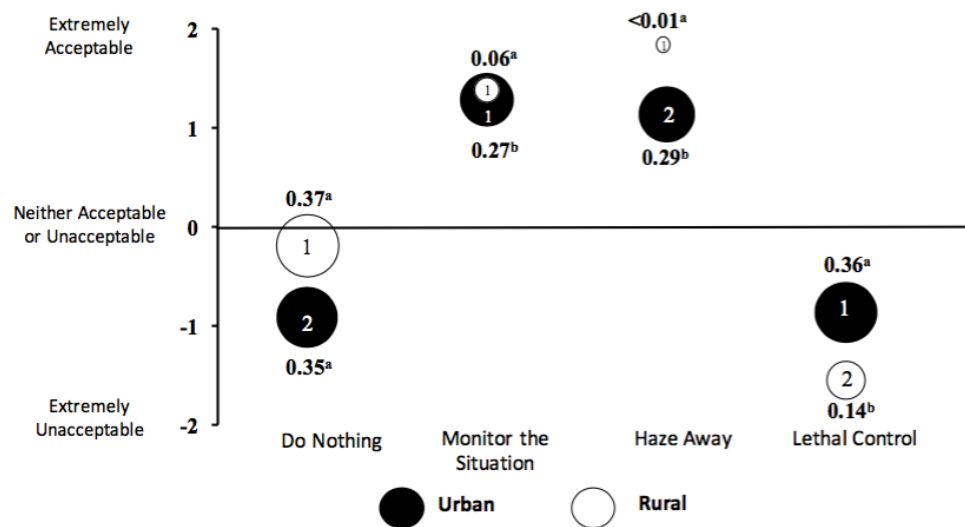 Extremely
Acceptable
2
<0.01ᵃ
1
0.06ᵃ
1
1
2
1
0.27ᵇ
0.29ᵇ
Neither Acceptable
or Unacceptable
0
0.37ᵃ
1
0.36ᵃ
-1
2
1
0.35ᵃ
2
Extremely
Unacceptable
-2
0.14ᵇ
Do Nothing
Monitor the
Situation
Haze Away
Lethal Control
Urban
Rural